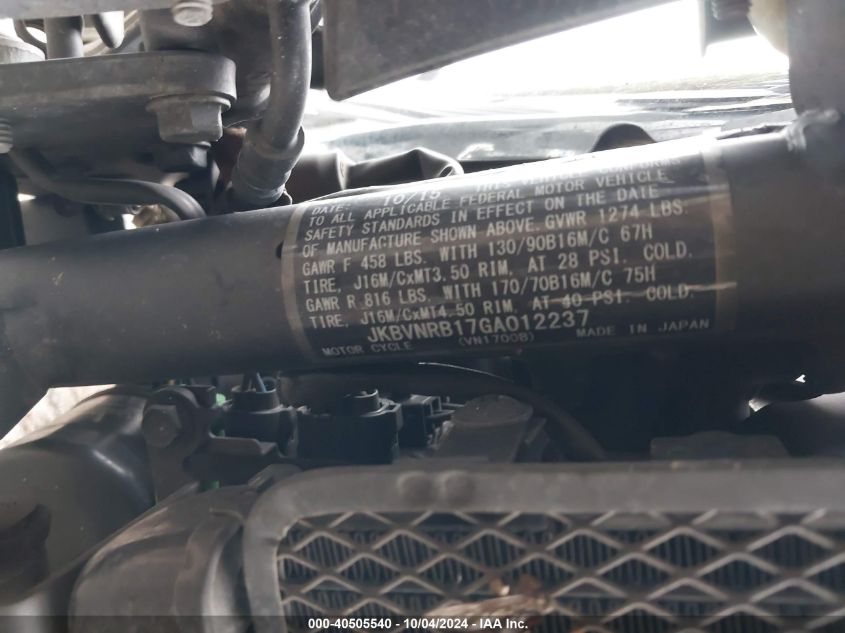 DATE: 10/15 THIS VEHICLE CONFORMS
TO ALL APPLICABLE FEDERAL MOTOR VEHICLE
SAFETY STANDARDS IN EFFECT ON THE DATE
OF MANUFACTURE SHOWN ABOVE. GVWR 1274 LBS.
GAWR F 458 LBS. WITH 130/90B16M/C 67H
TIRE, J16M/CxMT3.50 RIM, AT 28 PSI. COLD.
GAWR R 816 LBS. WITH 170/70B16M/C 75H
TIRE, J16M/CxMT4.50 RIM, AT 40 PSI. COLD.
JKBVNRB17GA012237
MOTOR CYCLE (VN1700B) MADE IN JAPAN
000-40505540 - 10/04/2024 - IAA, Inc.